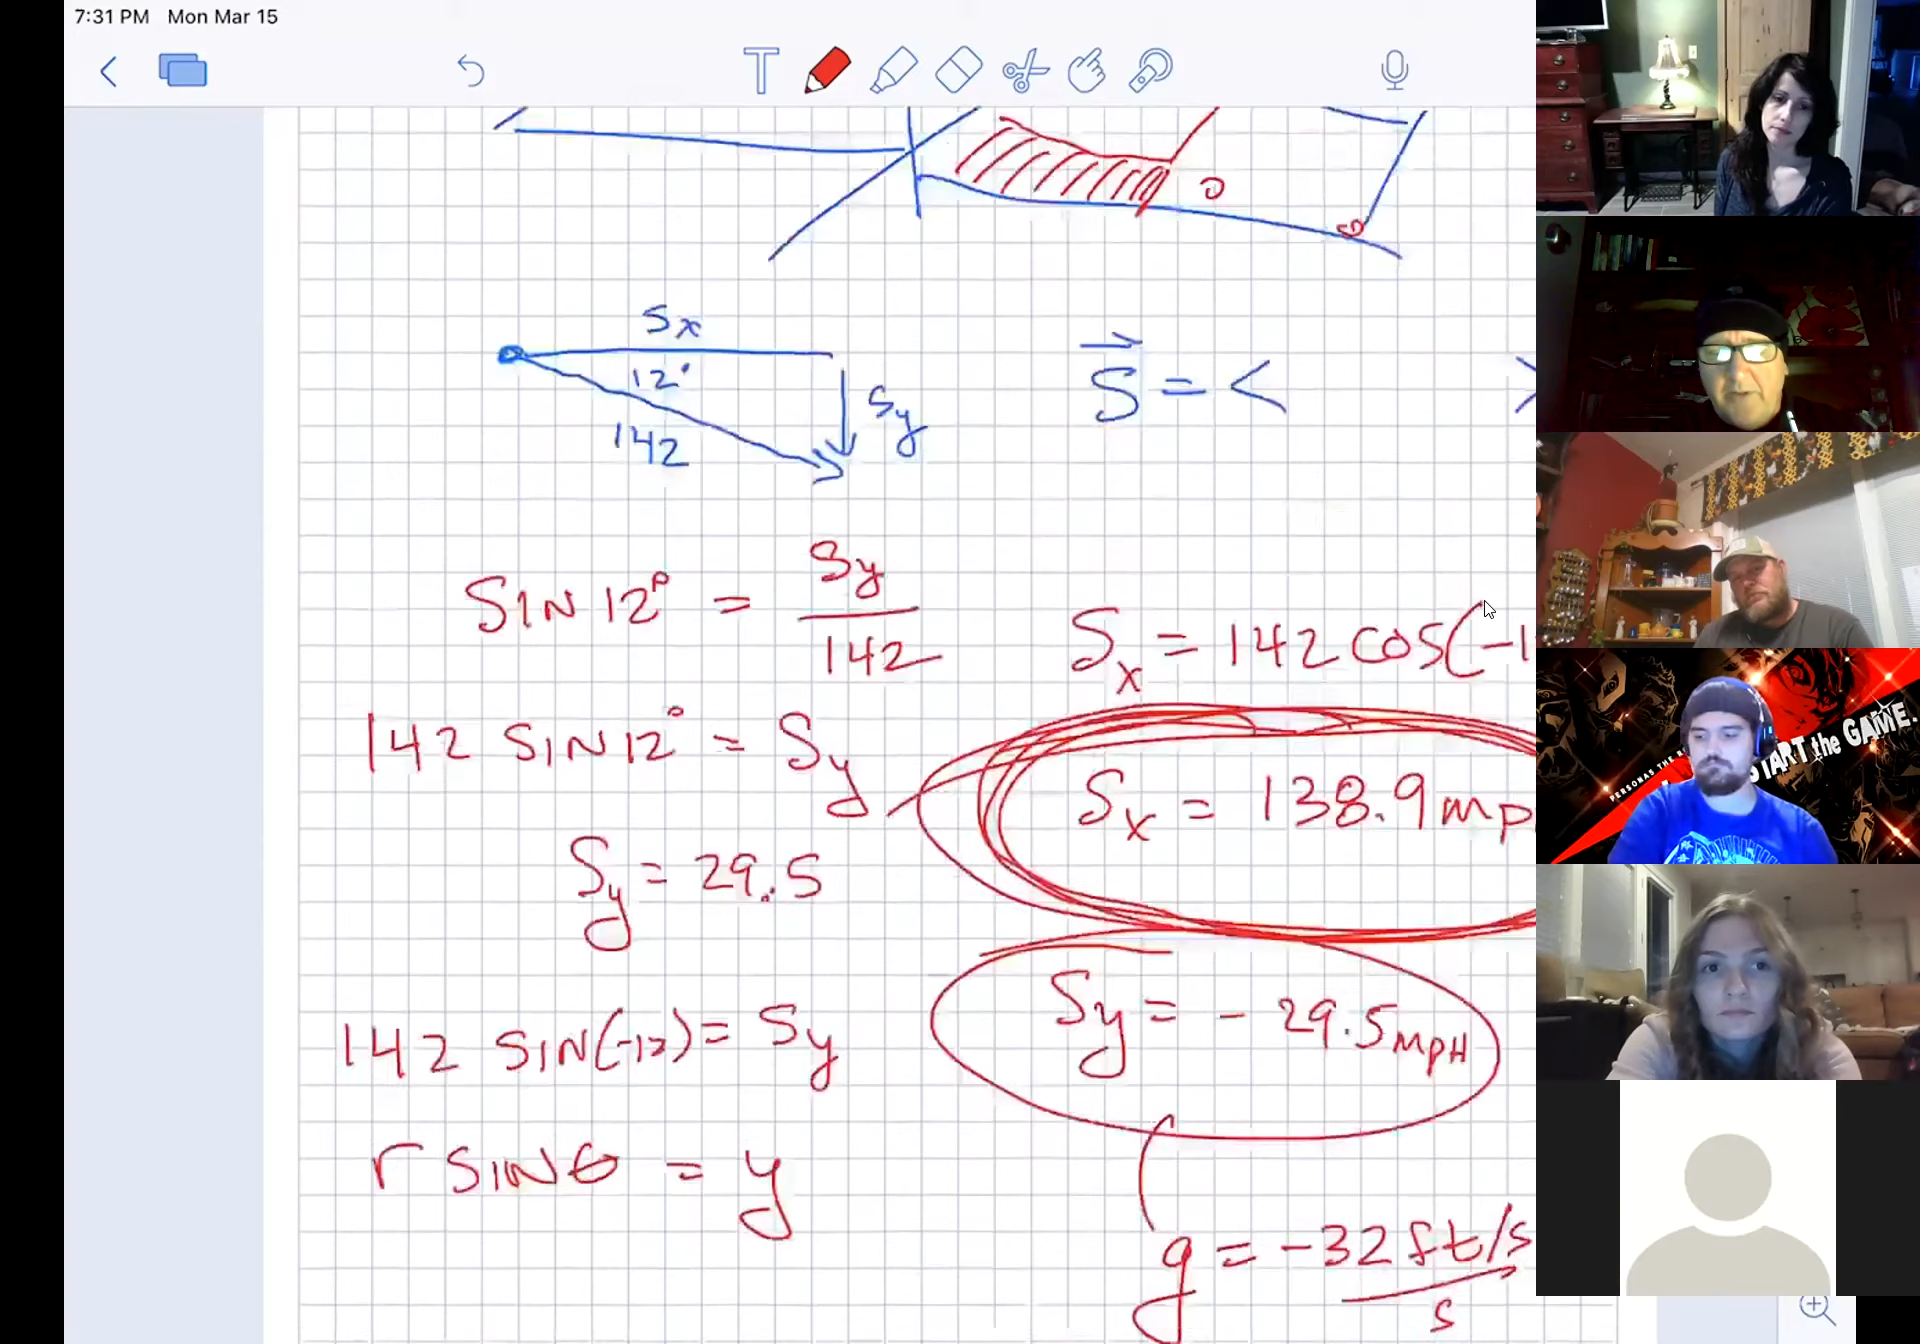 7:31 PM Mon Mar 15
T
Sx
12°
142
Sy
S = < >
SIN 12° = Sy / 142
142 SIN 12° = Sy
Sy = 29.5
142 SIN(-12) = Sy
r SIN θ = y
Sx = 142 COS(-1
Sx = 138.9 mp
Sy = - 29.5 MPH
g = -32 ft/s / s
START the GAME.